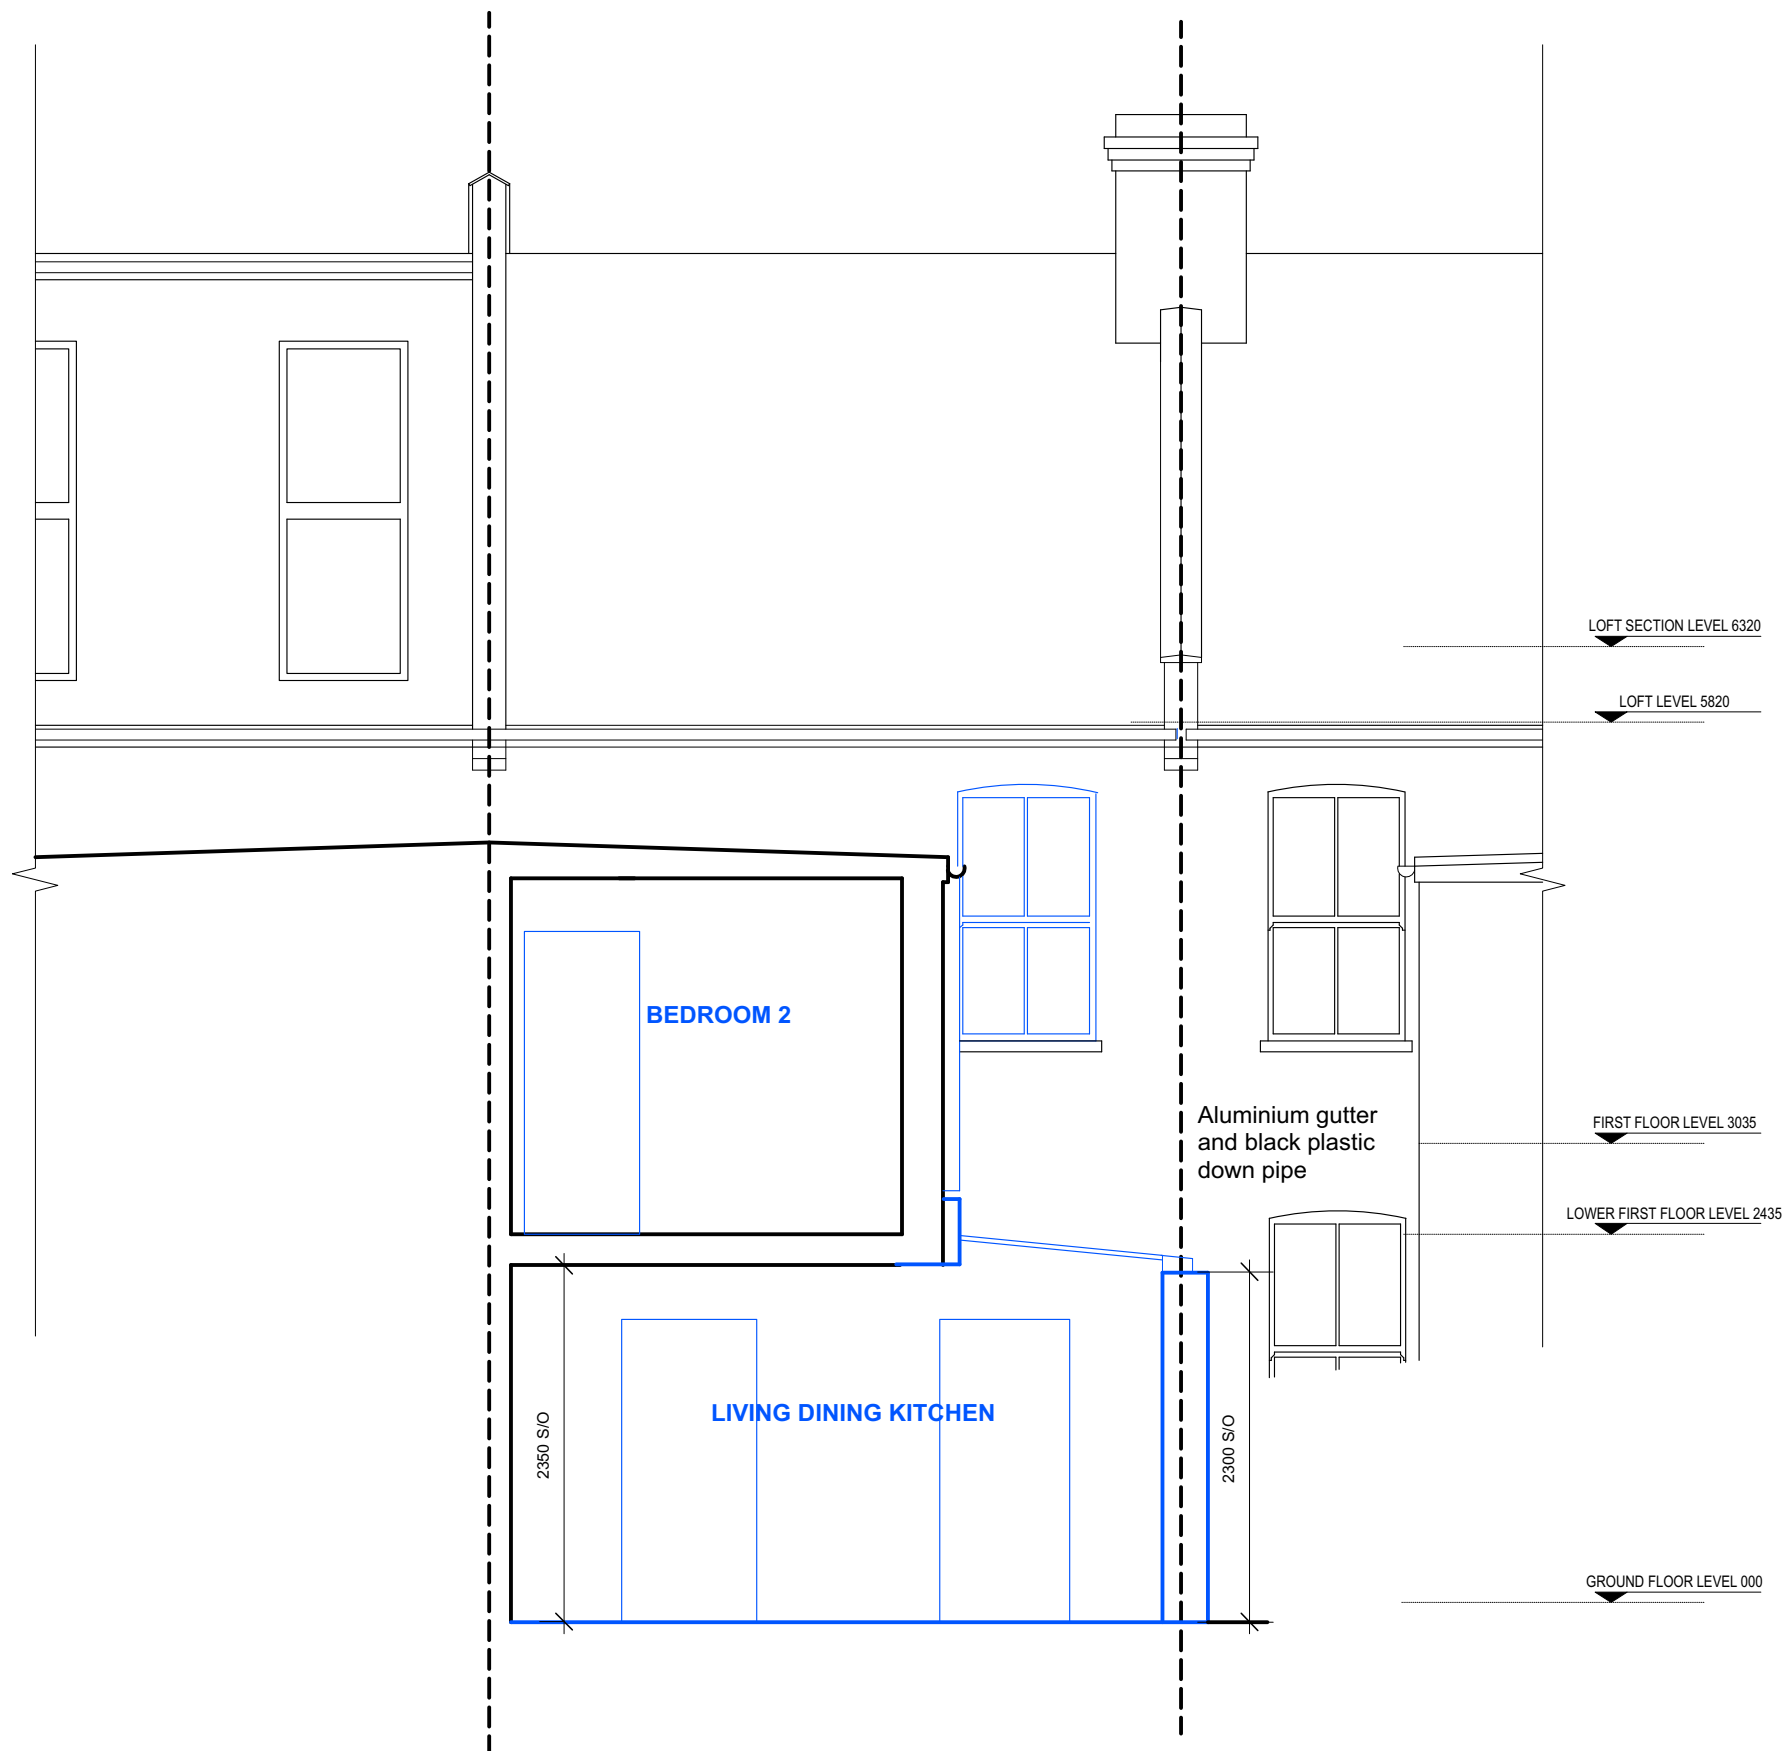 LOFT SECTION LEVEL 6320
LOFT LEVEL 5820
BEDROOM 2
Aluminium gutter
and black plastic
down pipe
FIRST FLOOR LEVEL 3035
LOWER FIRST FLOOR LEVEL 2435
LIVING DINING KITCHEN
2350 S/O
2300 S/O
GROUND FLOOR LEVEL 000